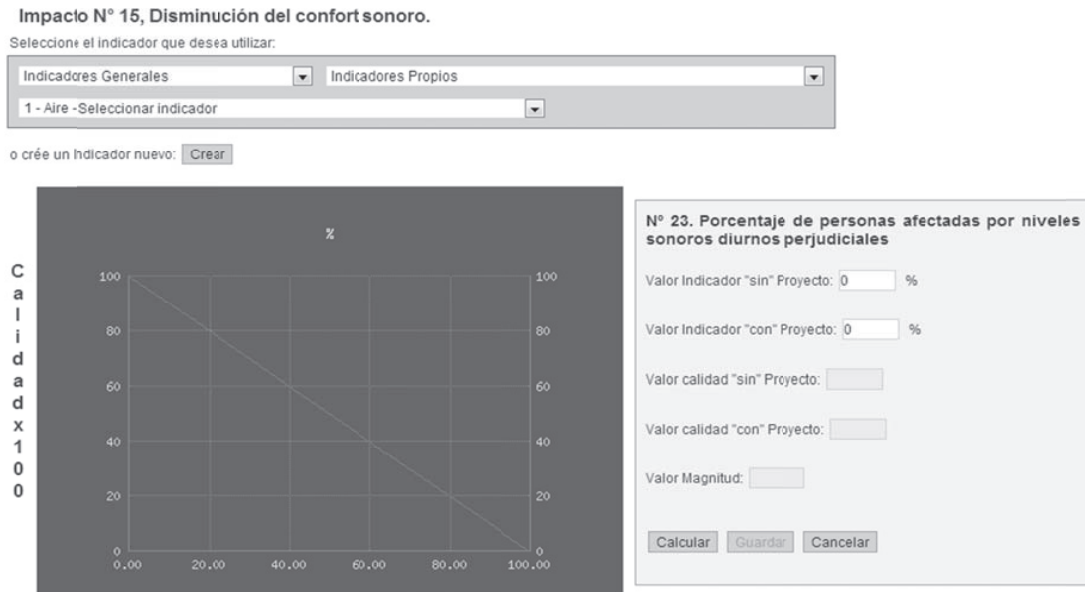 Impacto N° 15, Disminución del confort sonoro.
Seleccione el indicador que desea utilizar:
Indicadores Generales
Indicadores Propios
1 - Aire -Seleccionar indicador
o crée un Indicador nuevo: Crear
Calidadx100
%
100 100
80 80
60 60
40 40
20 20
0 0
0.00 20.00 40.00 60.00 80.00 100.00
Nº 23. Porcentaje de personas afectadas por niveles
sonoros diurnos perjudiciales
Valor Indicador "sin" Proyecto: 0 %
Valor Indicador "con" Proyecto: 0 %
Valor calidad "sin" Proyecto:
Valor calidad "con" Proyecto:
Valor Magnitud:
Calcular Guardar Cancelar